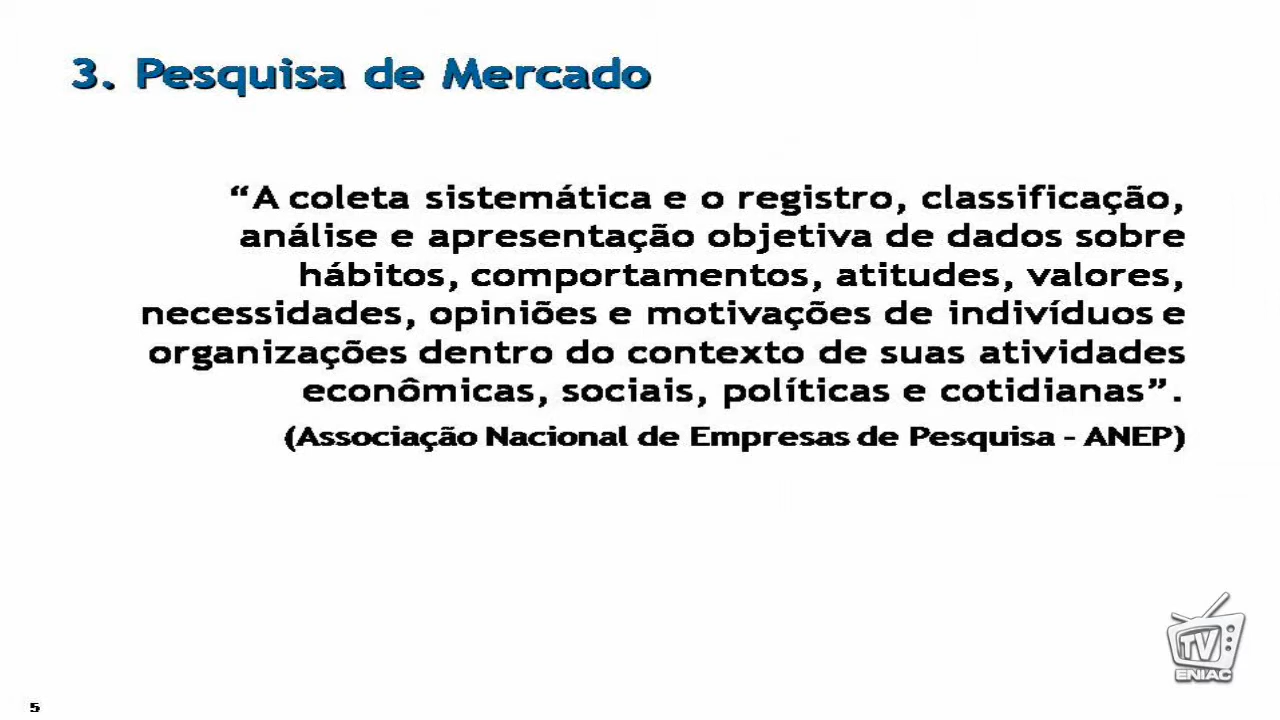 3. Pesquisa de Mercado
“A coleta sistemática e o registro, classificação,
análise e apresentação objetiva de dados sobre
hábitos, comportamentos, atitudes, valores,
necessidades, opiniões e motivações de indivíduos e
organizações dentro do contexto de suas atividades
econômicas, sociais, políticas e cotidianas”.
(Associação Nacional de Empresas de Pesquisa - ANEP)
TV
ENIAC
5